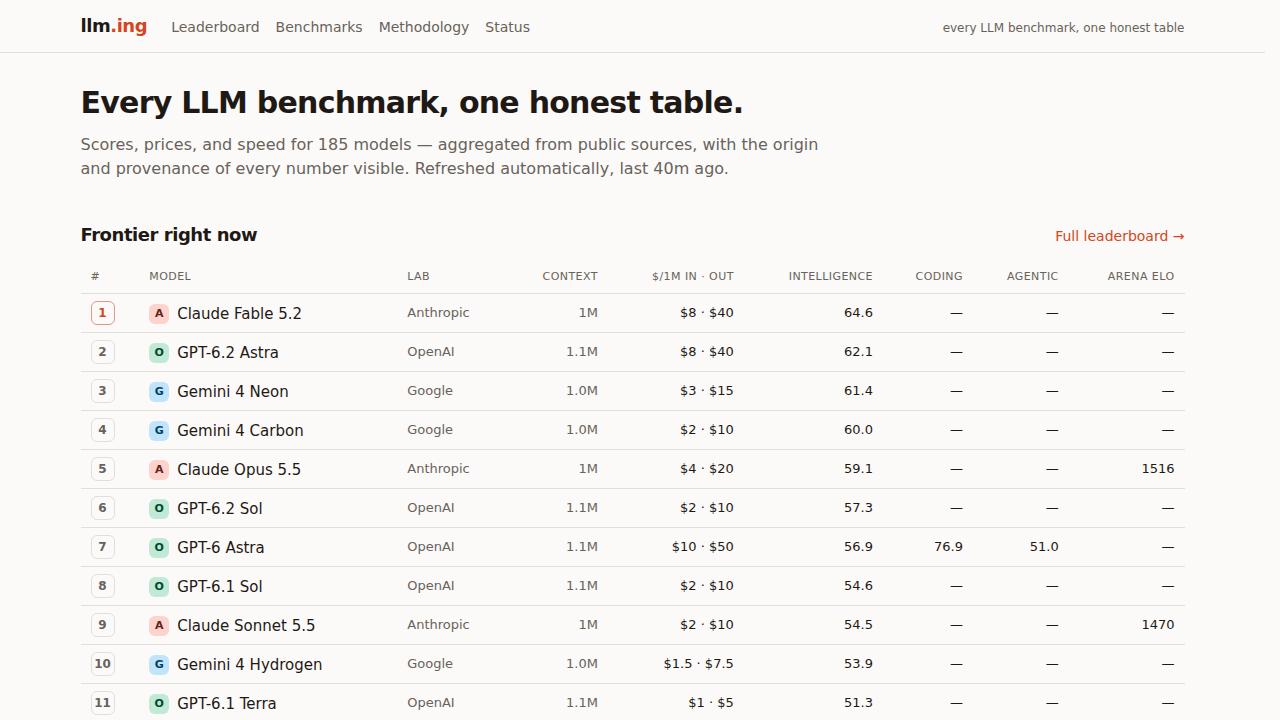 llm.ing Leaderboard Benchmarks Methodology Status every LLM benchmark, one honest table
Every LLM benchmark, one honest table.
Scores, prices, and speed for 185 models — aggregated from public sources, with the origin
and provenance of every number visible. Refreshed automatically, last 40m ago.
Frontier right now Full leaderboard →
# MODEL LAB CONTEXT $/1M IN · OUT INTELLIGENCE CODING AGENTIC ARENA ELO
1 A Claude Fable 5.2 Anthropic 1M $8 · $40 64.6 — — —
2 O GPT-6.2 Astra OpenAI 1.1M $8 · $40 62.1 — — —
3 G Gemini 4 Neon Google 1.0M $3 · $15 61.4 — — —
4 G Gemini 4 Carbon Google 1.0M $2 · $10 60.0 — — —
5 A Claude Opus 5.5 Anthropic 1M $4 · $20 59.1 — — 1516
6 O GPT-6.2 Sol OpenAI 1.1M $2 · $10 57.3 — — —
7 O GPT-6 Astra OpenAI 1.1M $10 · $50 56.9 76.9 51.0 —
8 O GPT-6.1 Sol OpenAI 1.1M $2 · $10 54.6 — — —
9 A Claude Sonnet 5.5 Anthropic 1M $2 · $10 54.5 — — 1470
10 G Gemini 4 Hydrogen Google 1.0M $1.5 · $7.5 53.9 — — —
11 O GPT-6.1 Terra OpenAI 1.1M $1 · $5 51.3 — — —